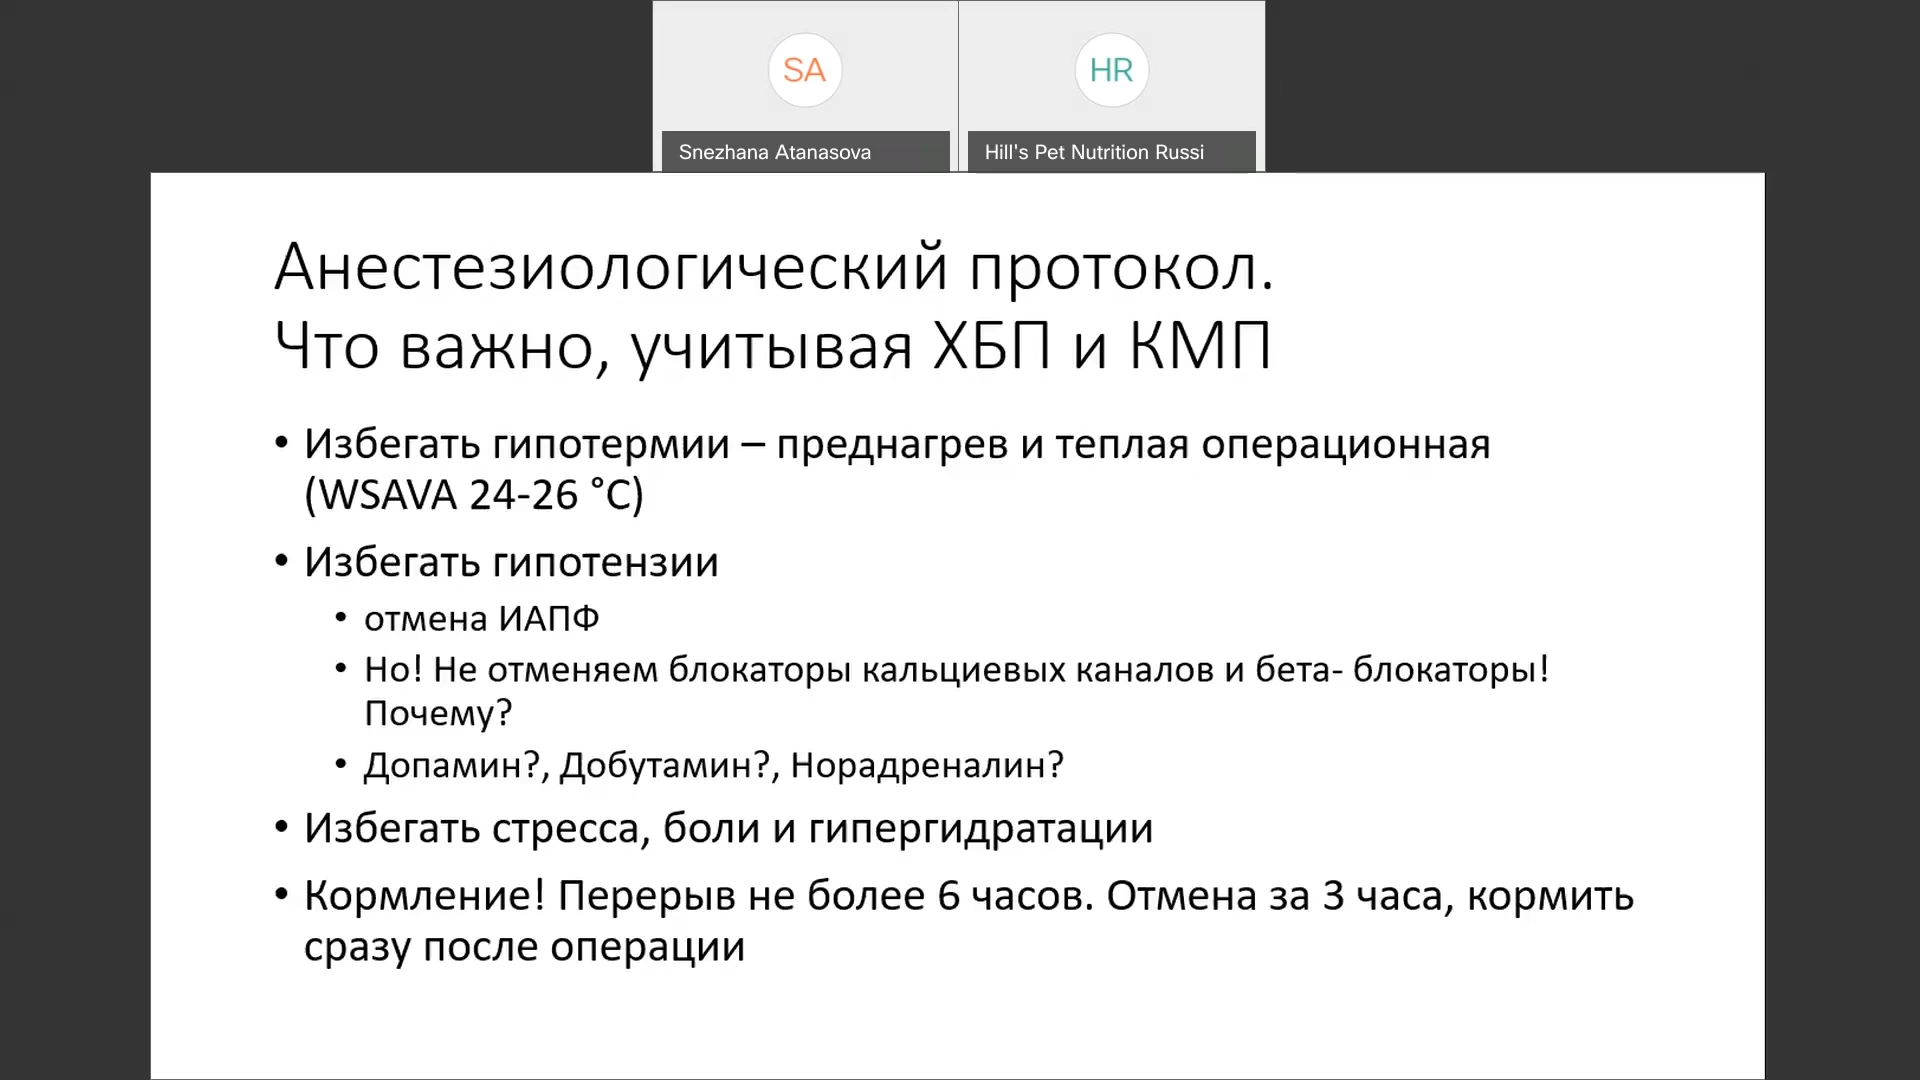 SA
HR
Snezhana Atanasova
Hill's Pet Nutrition Russi
Анестезиологический протокол.
Что важно, учитывая ХБП и КМП
• Избегать гипотермии – преднагрев и теплая операционная
(WSAVA 24-26 °C)
• Избегать гипотензии
• отмена ИАПФ
• Но! Не отменяем блокаторы кальциевых каналов и бета- блокаторы!
Почему?
• Допамин?, Добутамин?, Норадреналин?
• Избегать стресса, боли и гипергидратации
• Кормление! Перерыв не более 6 часов. Отмена за 3 часа, кормить
сразу после операции